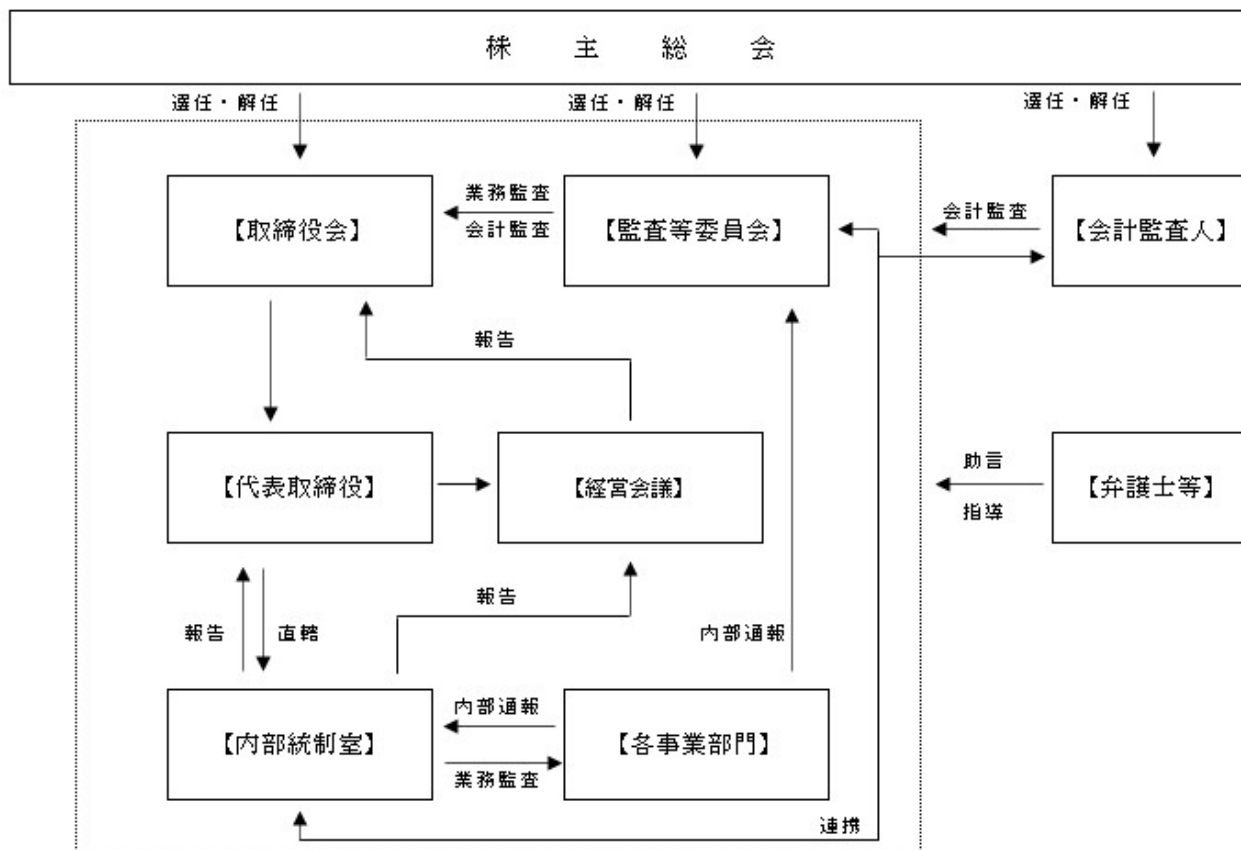 株主総会
選任・解任
選任・解任
選任・解任
【取締役会】
業務監査
会計監査
【監査等委員会】
会計監査
【会計監査人】
報告
【代表取締役】
【経営会議】
助言
指導
【弁護士等】
報告
直轄
報告
内部通報
【内部統制室】
内部通報
業務監査
【各事業部門】
連携